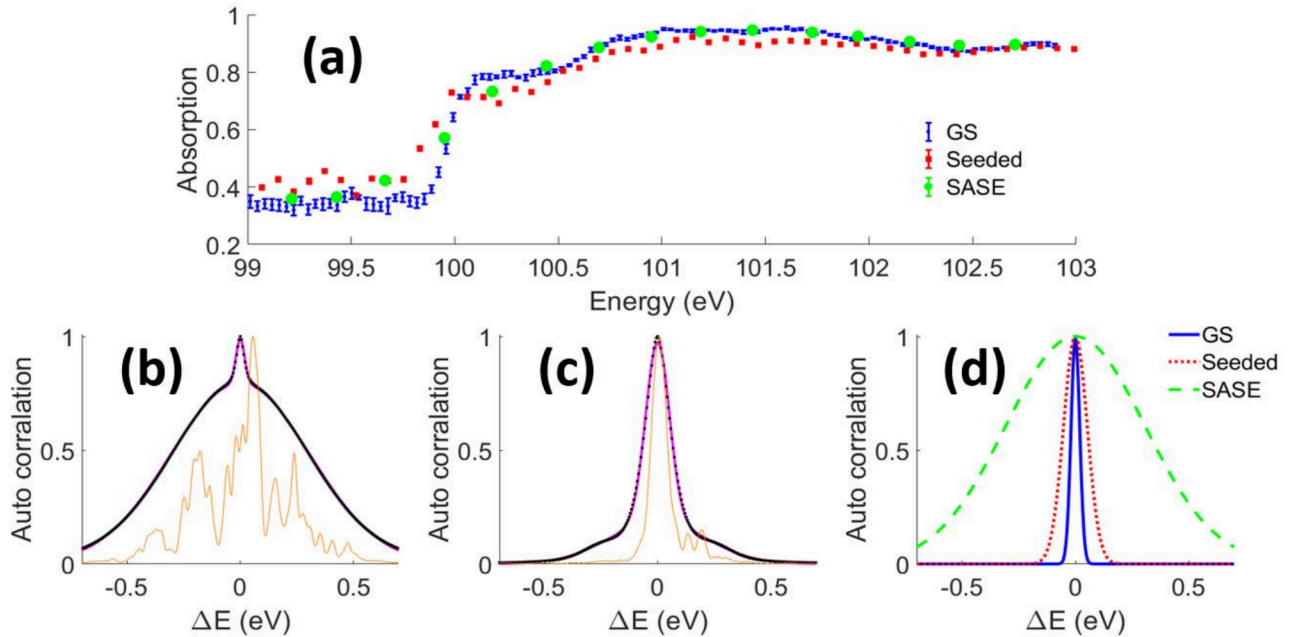 (a)
Absorption
1
0.8
0.6
0.4
0.2
GS
Seeded
SASE
99 99.5 100 100.5 101 101.5 102 102.5 103
Energy (eV)
(b)
Auto corralation
1
0.5
0
-0.5 0 0.5
ΔE (eV)
(c)
Auto corralation
1
0.5
0
-0.5 0 0.5
ΔE (eV)
(d)
Auto corralation
1
0.5
0
-0.5 0 0.5
ΔE (eV)
GS
Seeded
SASE